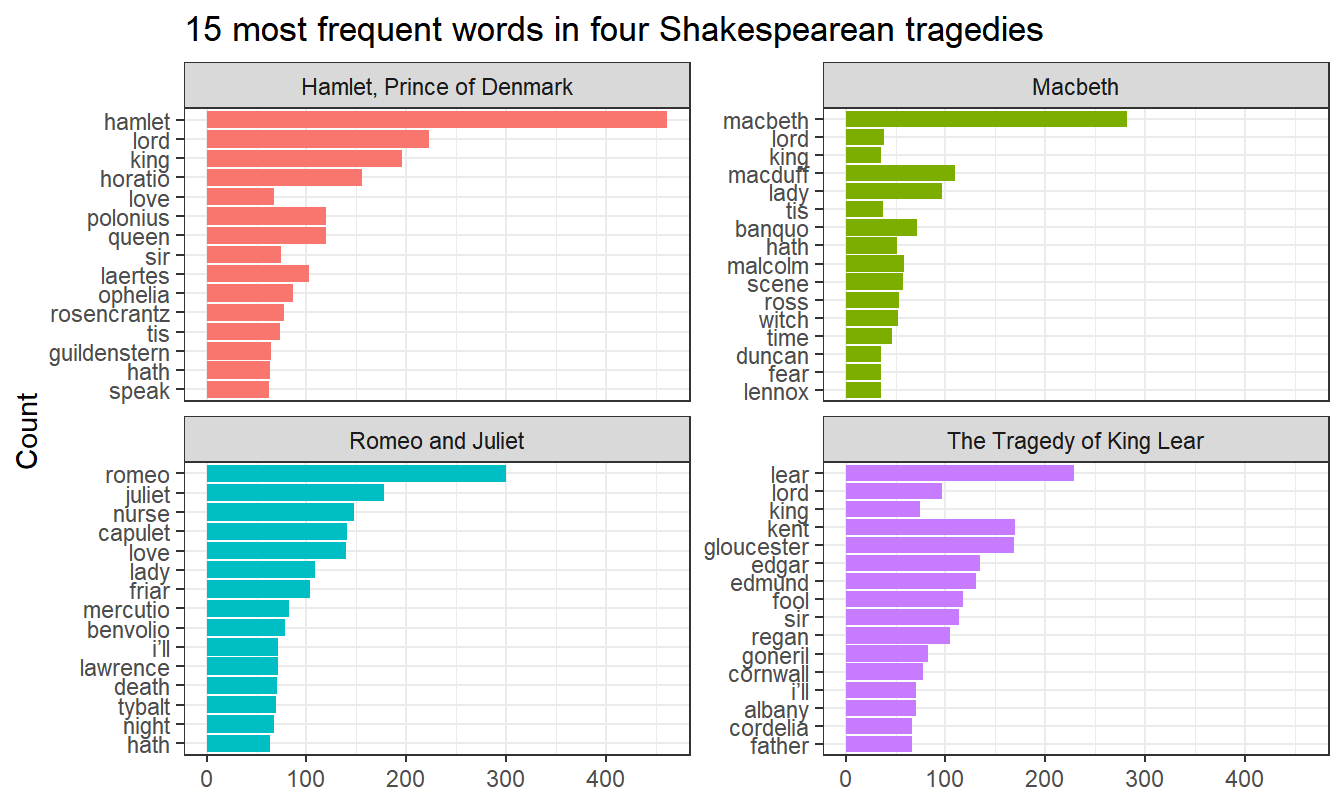 15 most frequent words in four Shakespearean tragedies
Hamlet, Prince of Denmark
hamlet
lord
king
horatio
love
polonius
queen
sir
laertes
ophelia
rosencrantz
tis
guildenstern
hath
speak
Macbeth
macbeth
lord
king
macduff
lady
tis
banquo
hath
malcolm
scene
ross
witch
time
duncan
fear
lennox
Count
Romeo and Juliet
romeo
juliet
nurse
capulet
love
lady
friar
mercutio
benvolio
i’ll
lawrence
death
tybalt
night
hath
0 100 200 300 400
The Tragedy of King Lear
lear
lord
king
kent
gloucester
edgar
edmund
fool
sir
regan
goneril
cornwall
i’ll
albany
cordelia
father
0 100 200 300 400